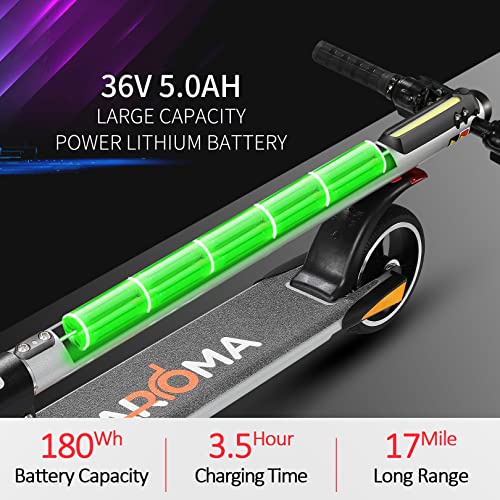 36V 5.0AH
LARGE CAPACITY
POWER LITHIUM BATTERY
AROMA
180Wh
3.5Hour
17Mile
Battery Capacity
Charging Time
Long Range